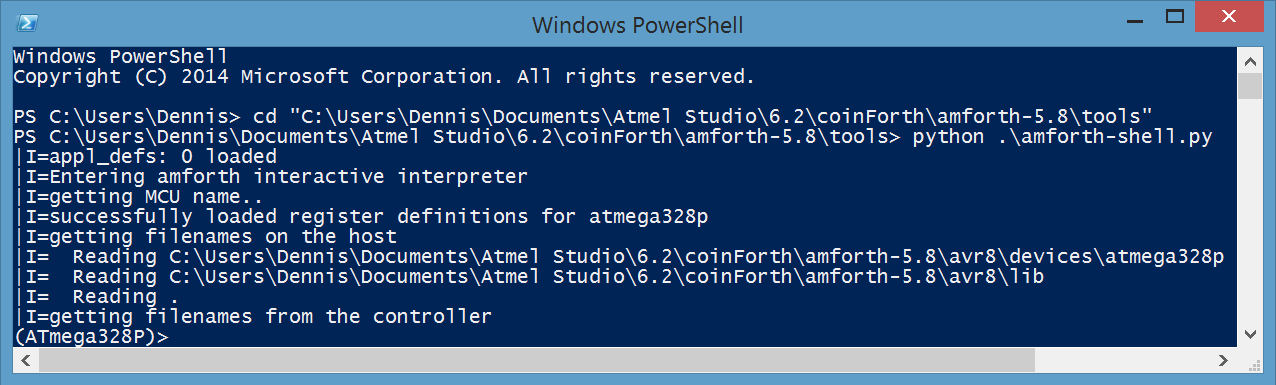 Windows PowerShell
Windows PowerShell
Copyright (C) 2014 Microsoft Corporation. All rights reserved.
PS C:\Users\Dennis> cd "C:\Users\Dennis\Documents\Atmel Studio\6.2\coinForth\amforth-5.8\tools"
PS C:\Users\Dennis\Documents\Atmel Studio\6.2\coinForth\amforth-5.8\tools> python .\amforth-shell.py
|I=appl_defs: 0 loaded
|I=Entering amforth interactive interpreter
|I=getting MCU name..
|I=successfully loaded register definitions for atmega328p
|I=getting filenames on the host
|I=  Reading C:\Users\Dennis\Documents\Atmel Studio\6.2\coinForth\amforth-5.8\avr8\devices\atmega328p
|I=  Reading C:\Users\Dennis\Documents\Atmel Studio\6.2\coinForth\amforth-5.8\avr8\lib
|I=  Reading .
|I=getting filenames from the controller
(ATmega328P)>